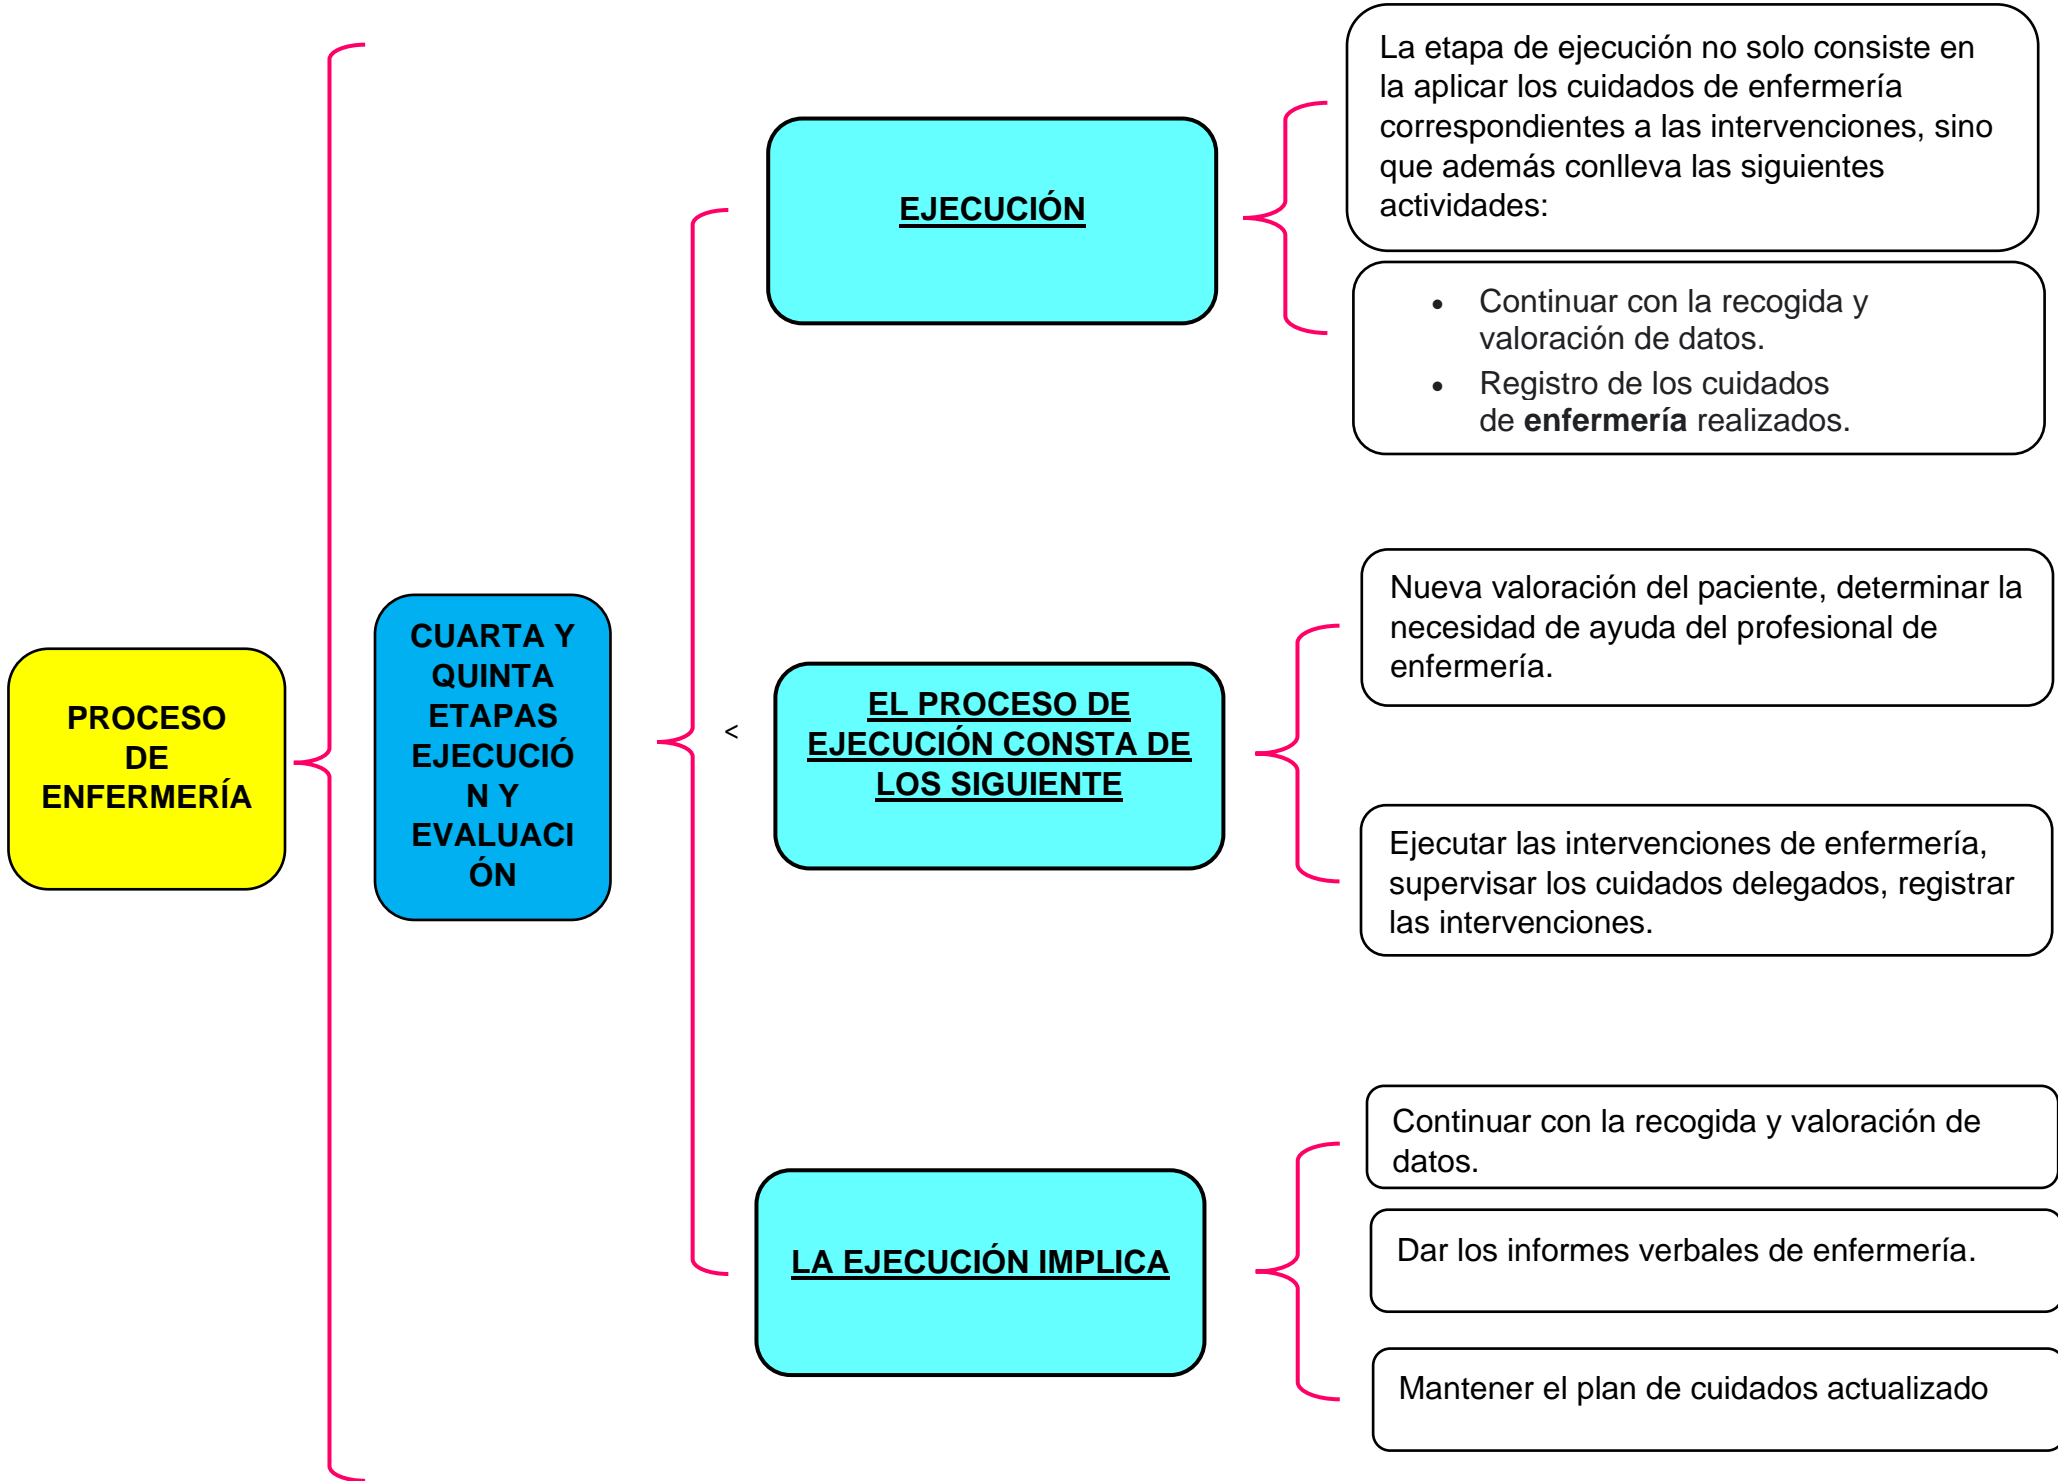 PROCESO
DE
ENFERMERÍA
CUARTA Y
QUINTA
ETAPAS
EJECUCIÓ
N Y
EVALUACI
ÓN
EJECUCIÓN
La etapa de ejecución no solo consiste en
la aplicar los cuidados de enfermería
correspondientes a las intervenciones, sino
que además conlleva las siguientes
actividades:
• Continuar con la recogida y
valoración de datos.
• Registro de los cuidados
de enfermería realizados.
<
EL PROCESO DE
EJECUCIÓN CONSTA DE
LOS SIGUIENTE
Nueva valoración del paciente, determinar la
necesidad de ayuda del profesional de
enfermería.
Ejecutar las intervenciones de enfermería,
supervisar los cuidados delegados, registrar
las intervenciones.
LA EJECUCIÓN IMPLICA
Continuar con la recogida y valoración de
datos.
Dar los informes verbales de enfermería.
Mantener el plan de cuidados actualizado